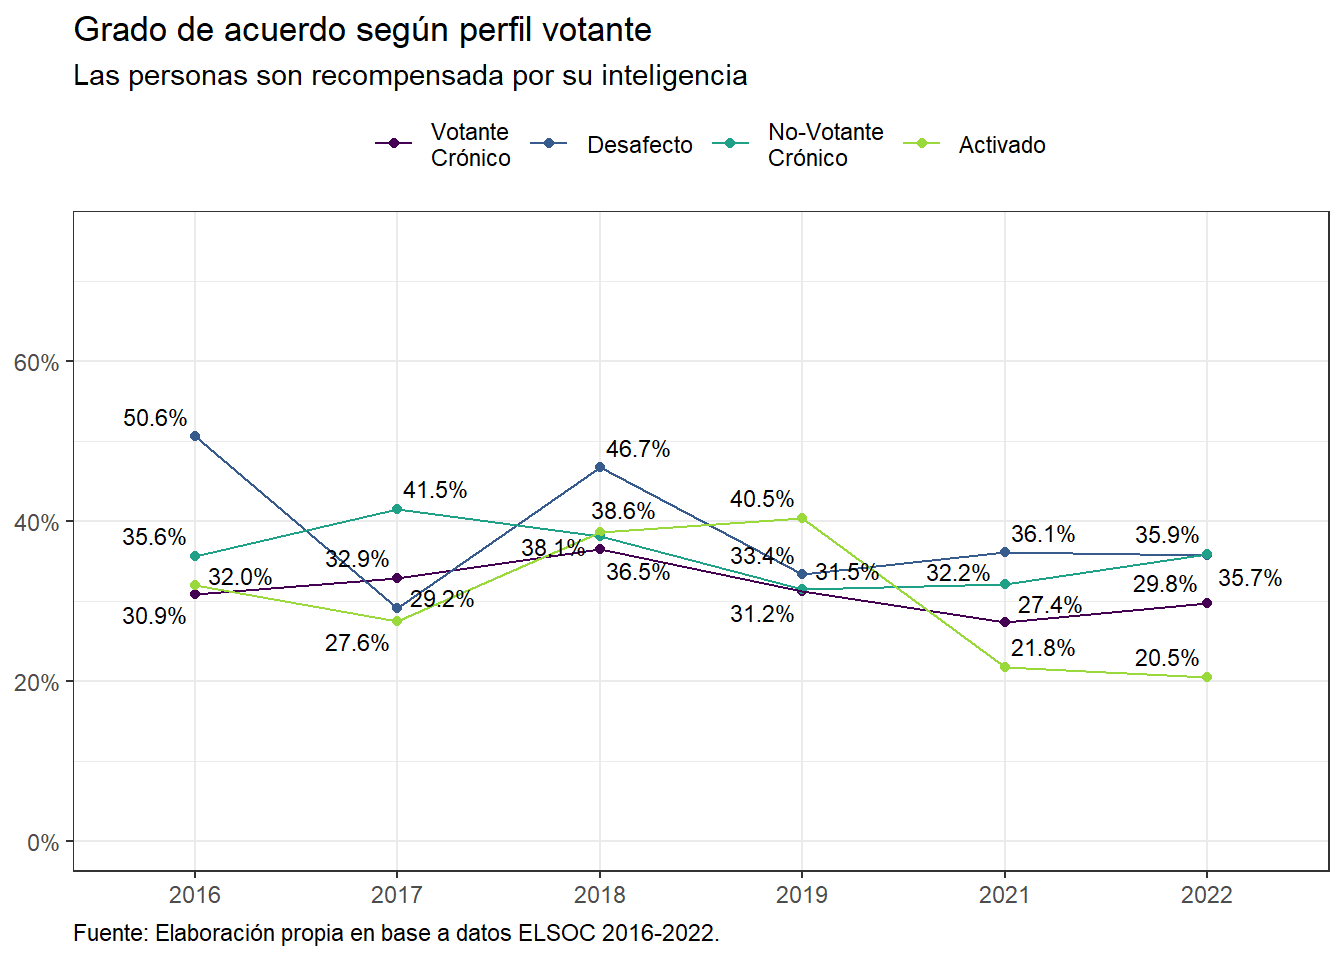 Grado de acuerdo según perfil votante
Las personas son recompensada por su inteligencia
Votante
Crónico
Desafecto
No-Votante
Crónico
Activado
60%
40%
20%
0%
50.6%
35.6%
32.0%
30.9%
41.5%
32.9%
29.2%
27.6%
46.7%
38.6%
38.1%
36.5%
40.5%
33.4%
31.5%
31.2%
36.1%
32.2%
27.4%
21.8%
35.9%
35.7%
29.8%
20.5%
2016 2017 2018 2019 2021 2022
Fuente: Elaboración propia en base a datos ELSOC 2016-2022.